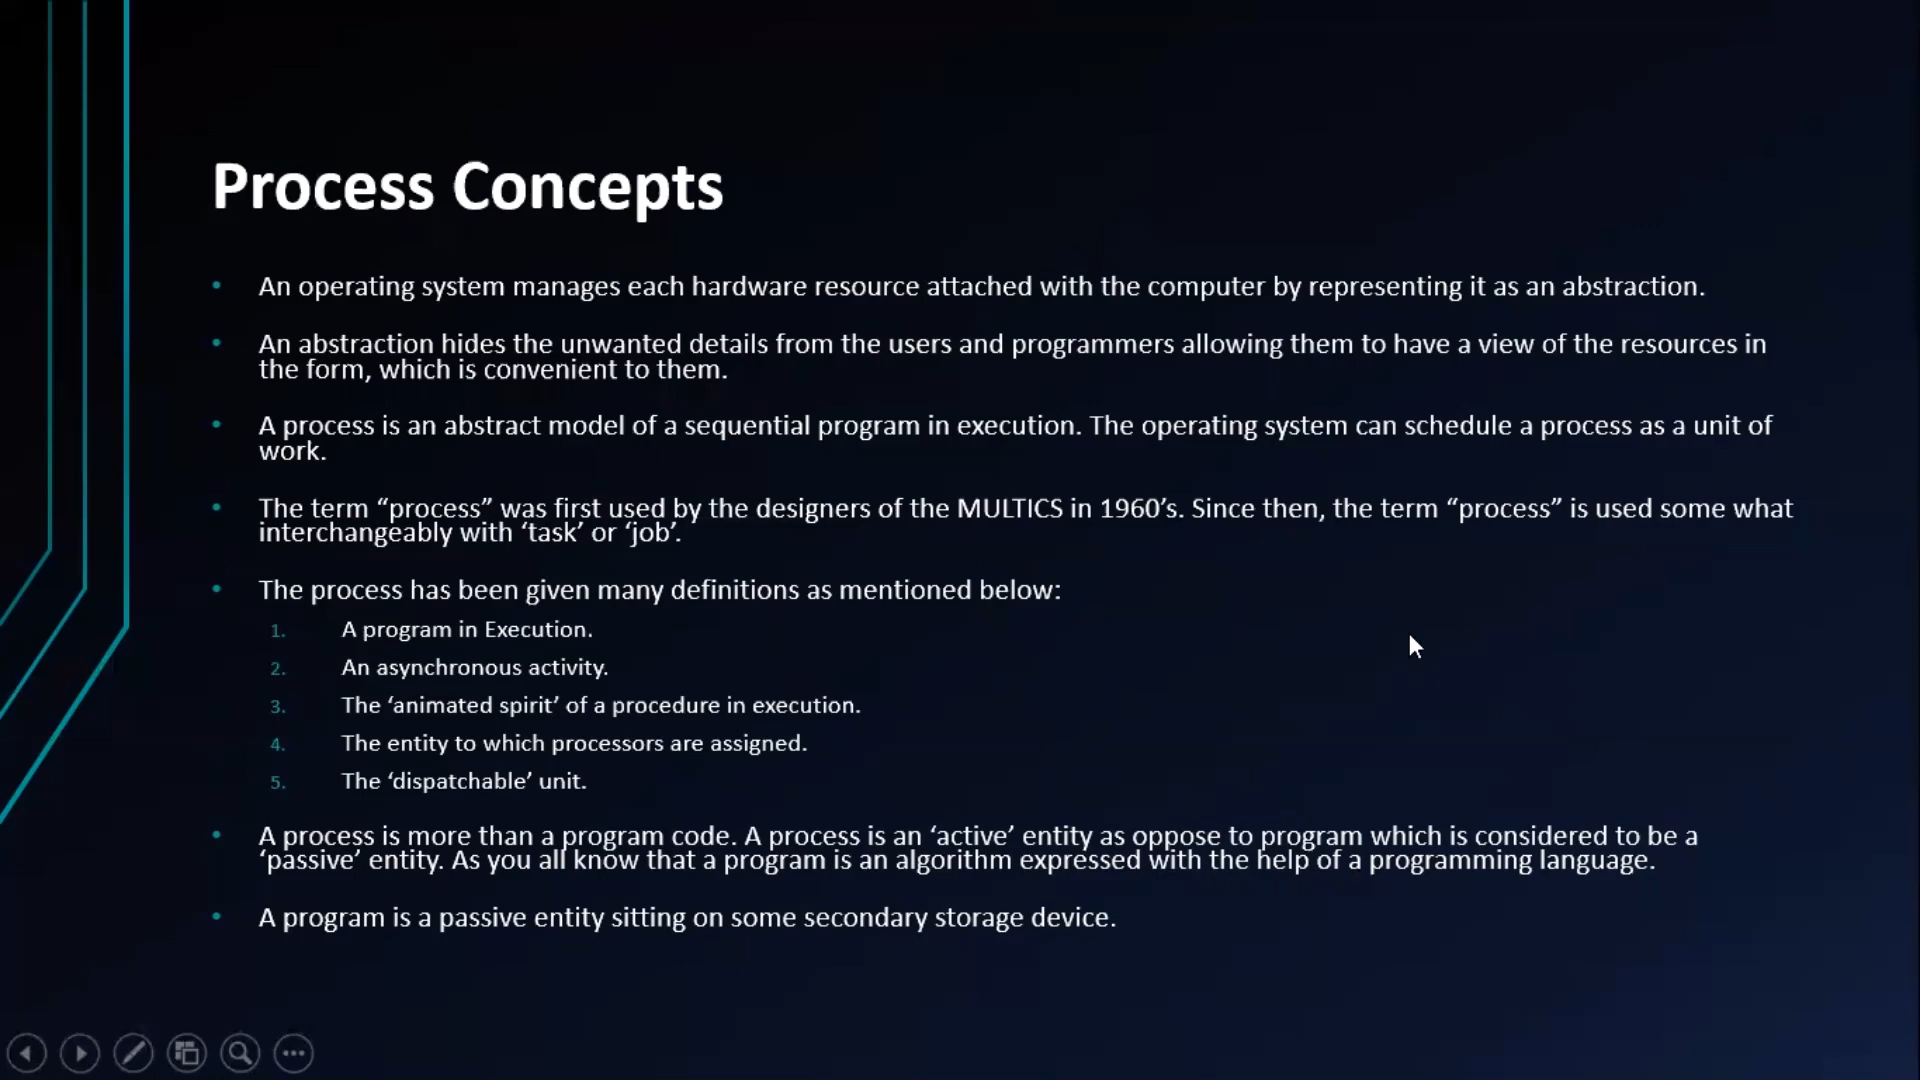 Process Concepts
• An operating system manages each hardware resource attached with the computer by representing it as an abstraction.
• An abstraction hides the unwanted details from the users and programmers allowing them to have a view of the resources in
the form, which is convenient to them.
• A process is an abstract model of a sequential program in execution. The operating system can schedule a process as a unit of
work.
• The term “process” was first used by the designers of the MULTICS in 1960’s. Since then, the term “process” is used some what
interchangeably with ‘task’ or ‘job’.
• The process has been given many definitions as mentioned below:
1. A program in Execution.
2. An asynchronous activity.
3. The ‘animated spirit’ of a procedure in execution.
4. The entity to which processors are assigned.
5. The ‘dispatchable’ unit.
• A process is more than a program code. A process is an ‘active’ entity as oppose to program which is considered to be a
‘passive’ entity. As you all know that a program is an algorithm expressed with the help of a programming language.
• A program is a passive entity sitting on some secondary storage device.